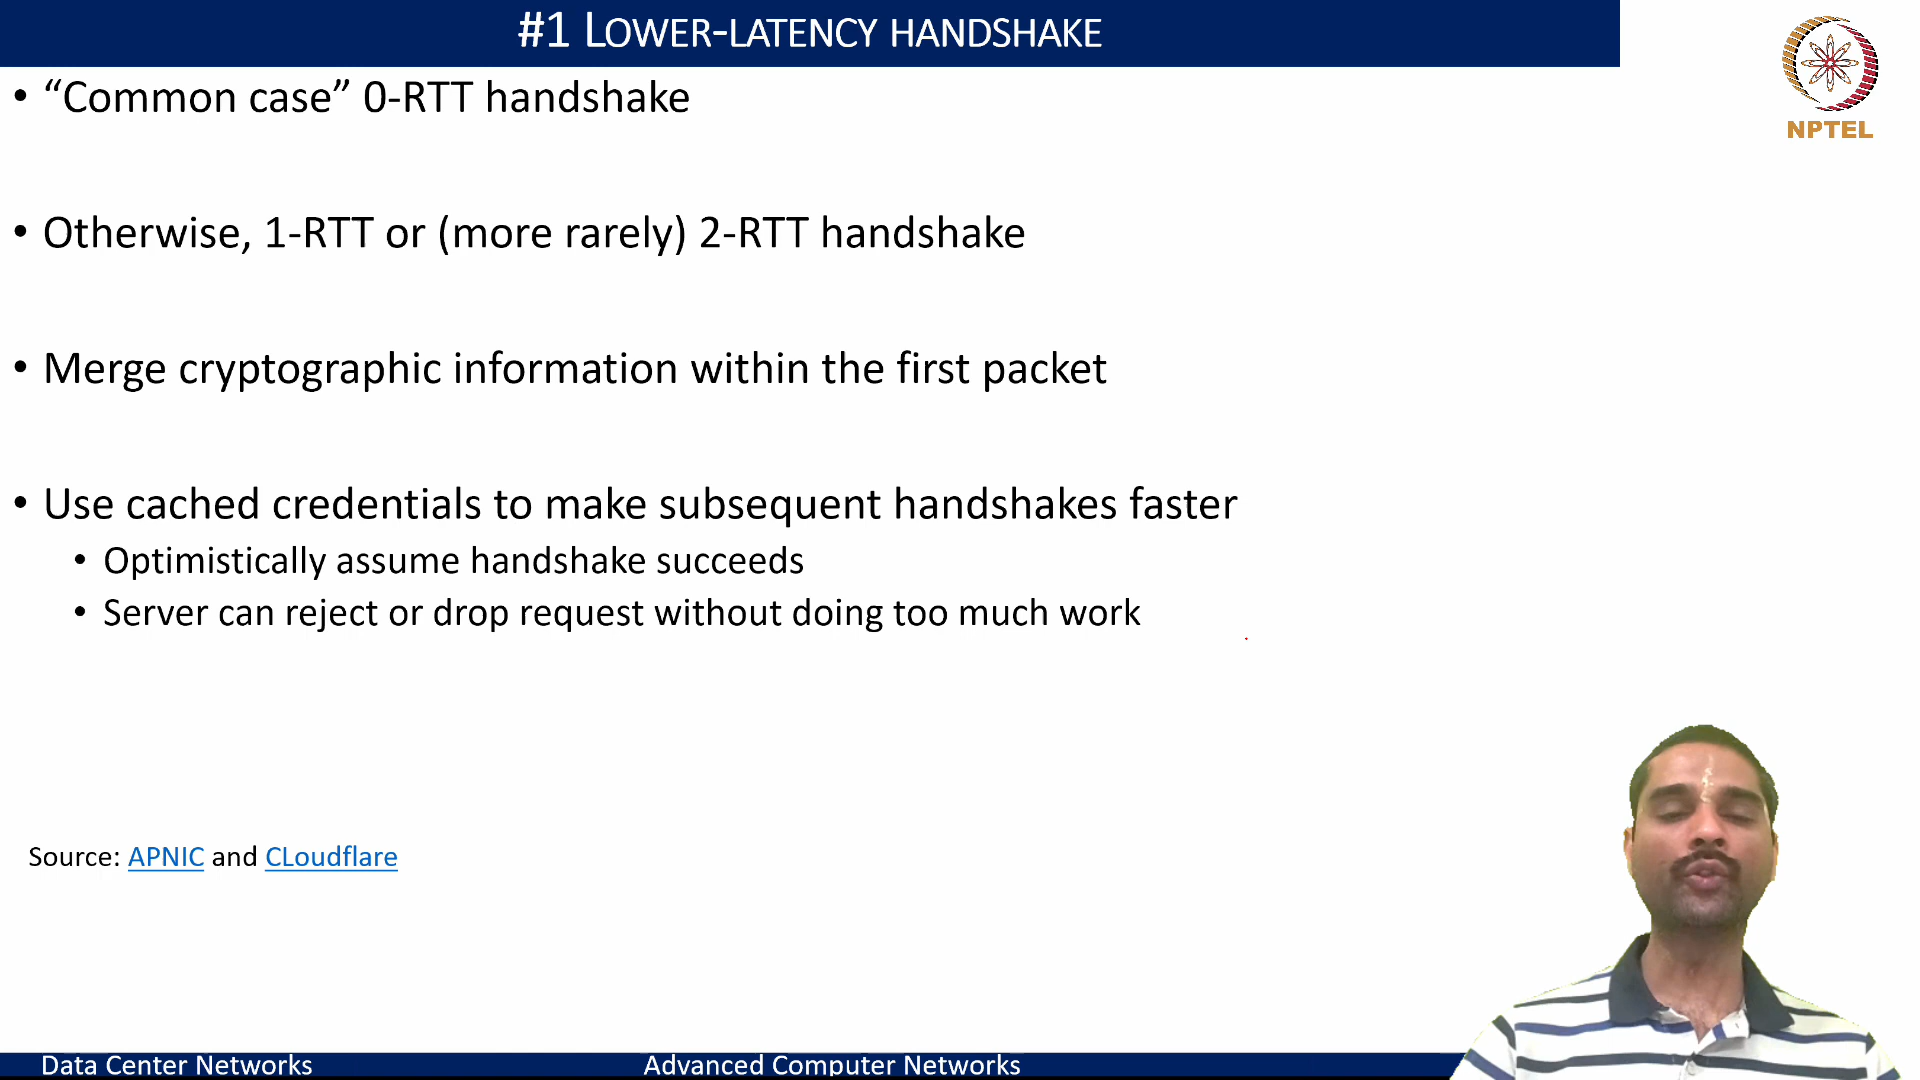 #1 LOWER-LATENCY HANDSHAKE
• “Common case” 0-RTT handshake
• Otherwise, 1-RTT or (more rarely) 2-RTT handshake
• Merge cryptographic information within the first packet
• Use cached credentials to make subsequent handshakes faster
• Optimistically assume handshake succeeds
• Server can reject or drop request without doing too much work
Source: APNIC and CLoudflare
Data Center Networks
Advanced Computer Networks
NPTEL